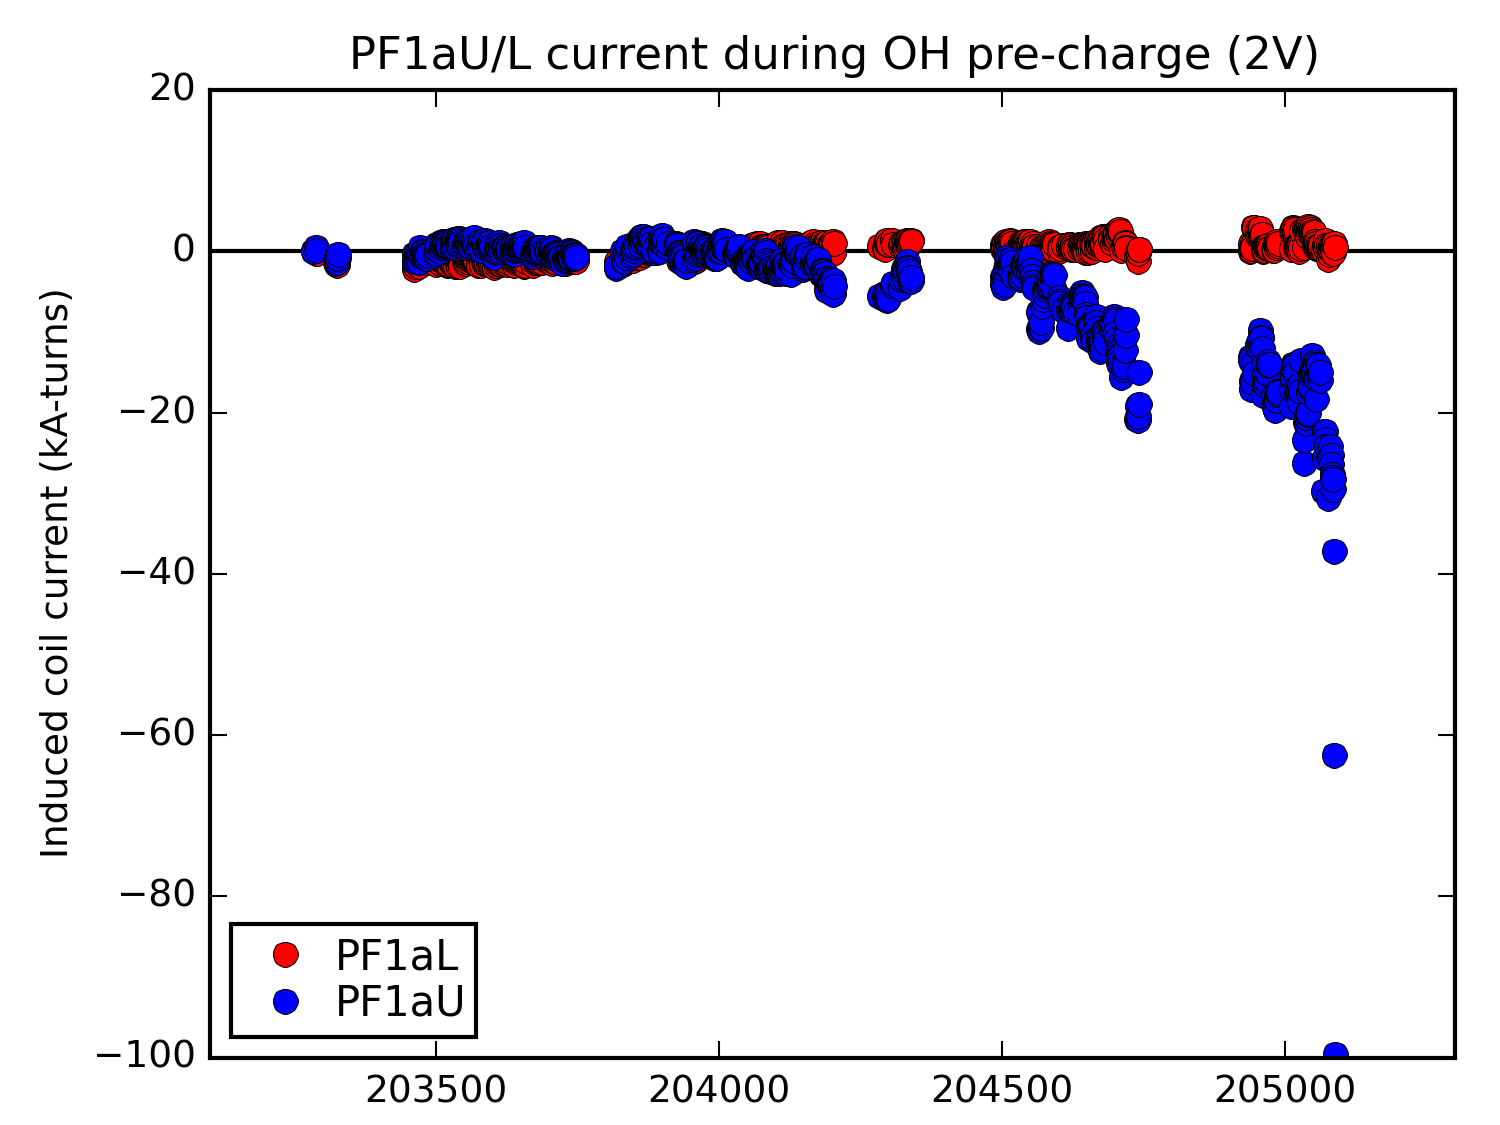 PF1aU/L current during OH pre-charge (2V)
20
0
−20
−40
−60
−80
−100
Induced coil current (kA-turns)
PF1aL
PF1aU
203500
204000
204500
205000